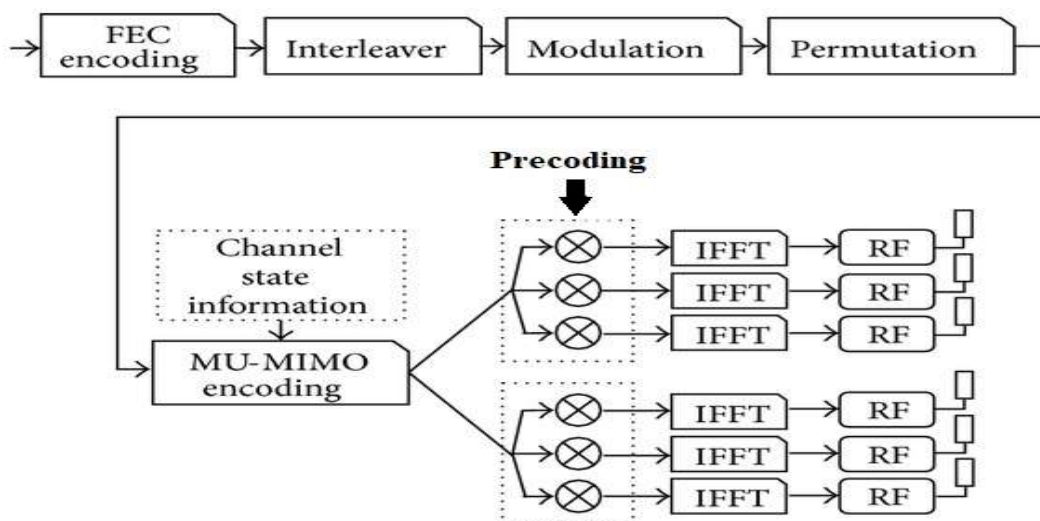 FEC
encoding
Interleaver
Modulation
Permutation
Precoding
Channel
state
information
MU-MIMO
encoding
IFFT
RF
IFFT
RF
IFFT
RF
IFFT
RF
IFFT
RF
IFFT
RF